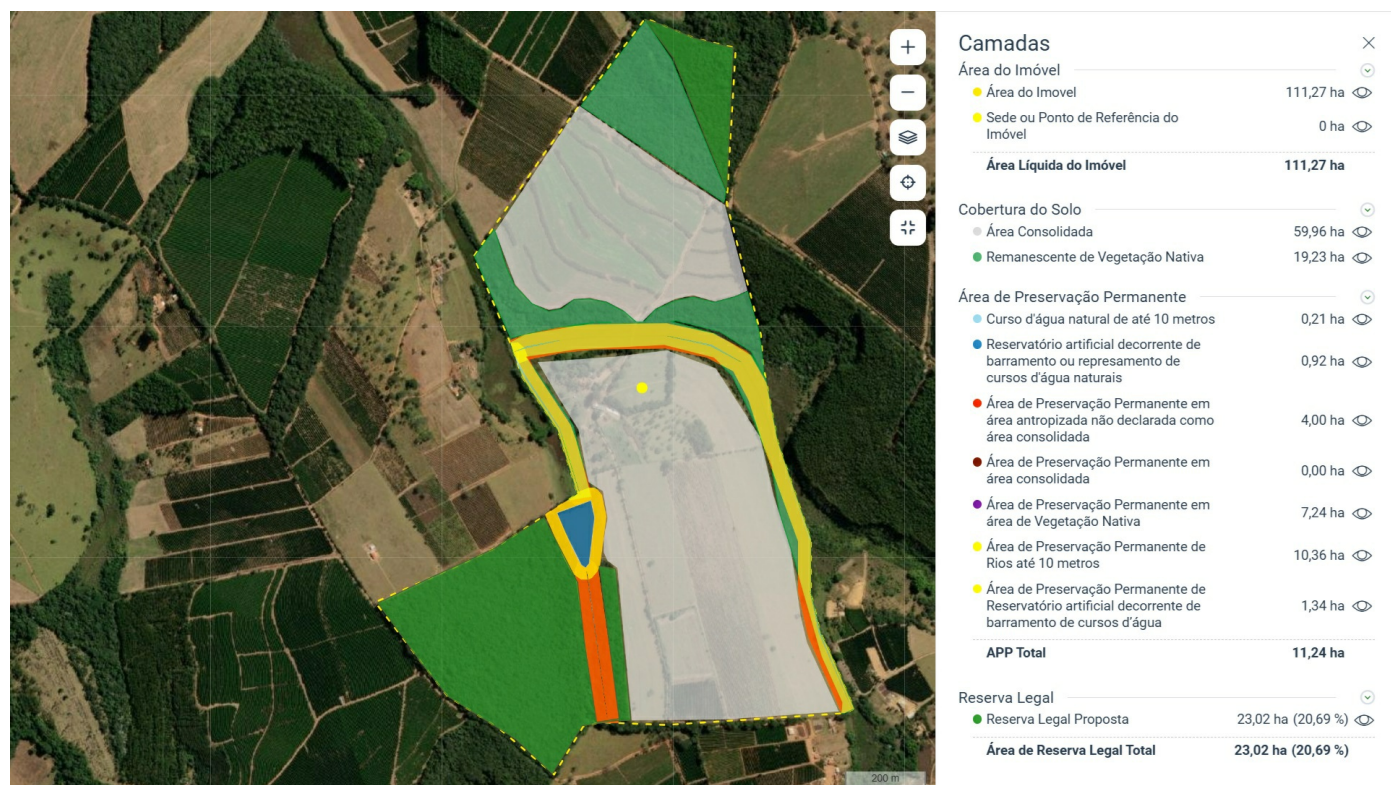 Camadas
Área do Imóvel
Área do Imovel 111,27 ha
Sede ou Ponto de Referência do
Imóvel
0 ha
Área Líquida do Imóvel 111,27 ha
Cobertura do Solo
Área Consolidada 59,96 ha
Remanescente de Vegetação Nativa 19,23 ha
Área de Preservação Permanente
Curso d'água natural de até 10 metros 0,21 ha
Reservatório artificial decorrente de
barramento ou represamento de
cursos d'água naturais
0,92 ha
Área de Preservação Permanente em
área antropizada não declarada como
área consolidada
4,00 ha
Área de Preservação Permanente em
área consolidada
0,00 ha
Área de Preservação Permanente em
área de Vegetação Nativa
7,24 ha
Área de Preservação Permanente de
Rios até 10 metros
10,36 ha
Área de Preservação Permanente de
Reservatório artificial decorrente de
barramento de cursos d'água
1,34 ha
APP Total 11,24 ha
Reserva Legal
Reserva Legal Proposta 23,02 ha (20,69 %)
Área de Reserva Legal Total 23,02 ha (20,69 %)
200 m